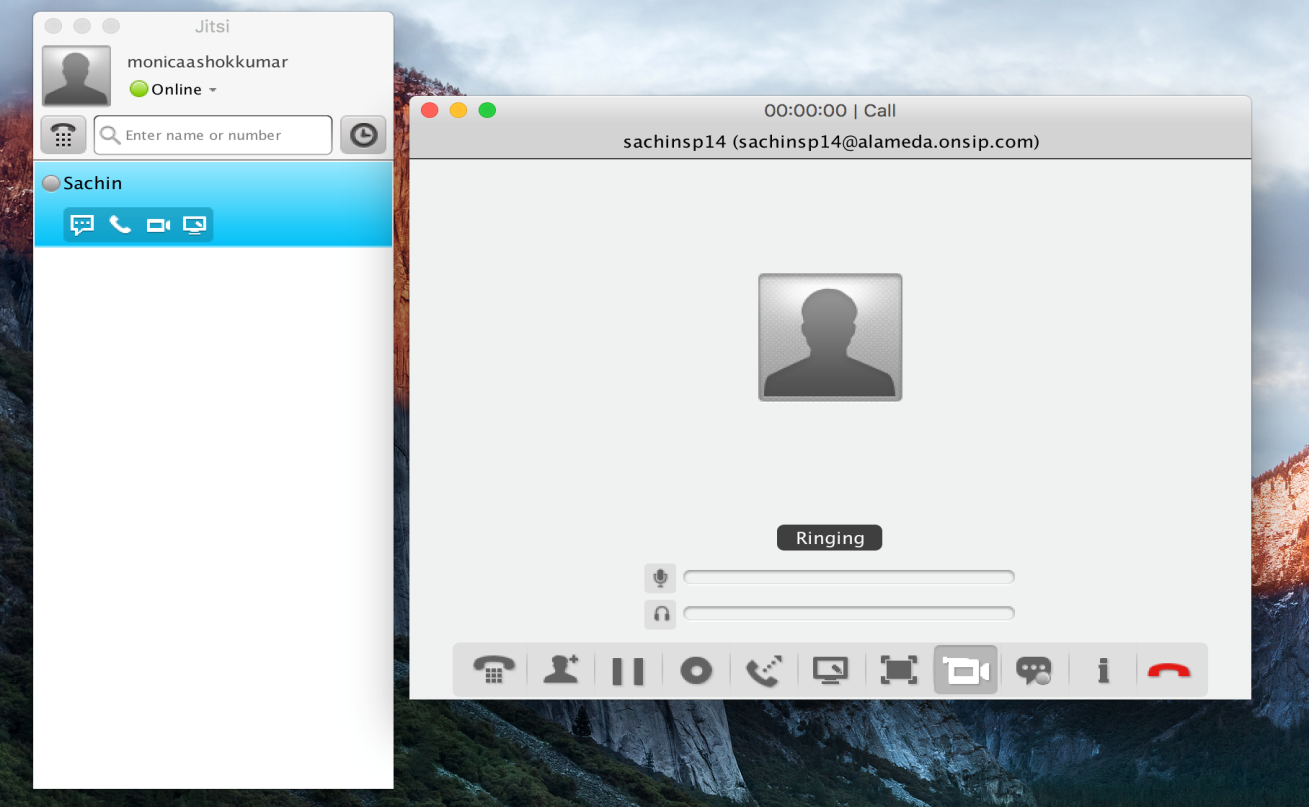 Jitsi
monicaashokkumar
Online
Enter name or number
Sachin
00:00:00 | Call
sachinsp14 (sachinsp14@alameda.onsip.com)
Ringing